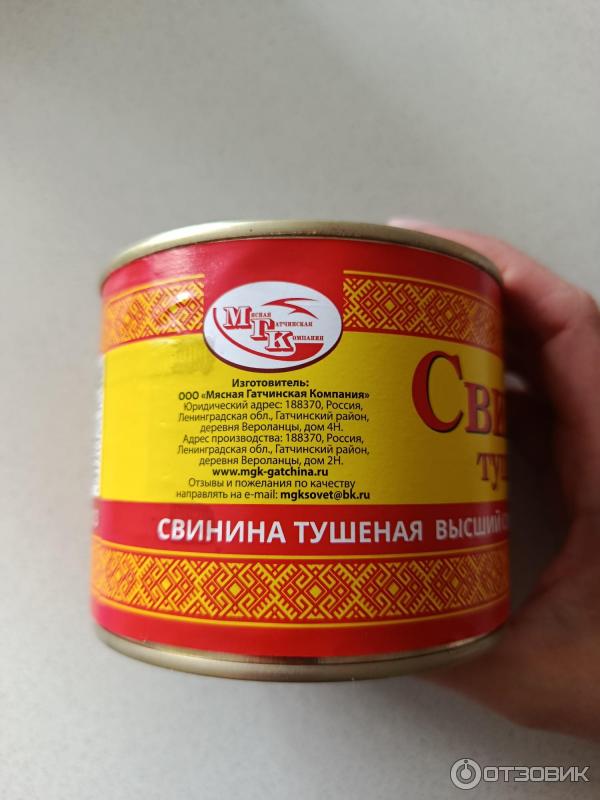 Мясная
Гатчинская
Компания
Изготовитель:
ООО «Мясная Гатчинская Компания»
Юридический адрес: 188370, Россия,
Ленинградская обл., Гатчинский район,
деревня Вероланцы, дом 4Н.
Адрес производства: 188370, Россия,
Ленинградская обл., Гатчинский район,
деревня Вероланцы, дом 2Н.
www.mgk-gatchina.ru
Отзывы и пожелания по качеству
направлять на e-mail: mgksovet@bk.ru
Сви
туш
СВИНИНА ТУШЕНАЯ ВЫСШИЙ
ОТЗОВИК